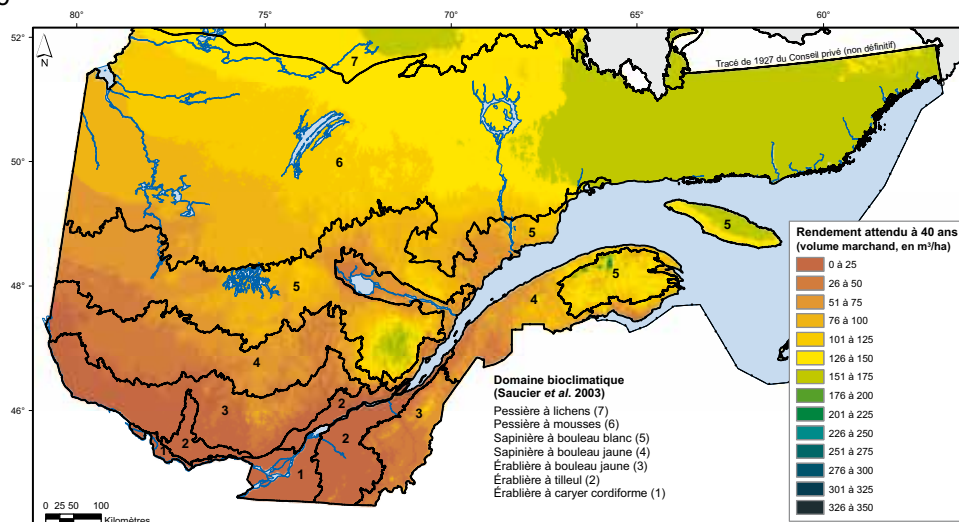 80° 75° 70° 65° 60°
52° 52°
N
7
Tracé de 1927 du Conseil privé (non définitif)
50° 50°
6
5
5
48° 48°
5
5
4
4
46° 46°
3
2
3
2
2
1
1
Rendement attendu à 40 ans
(volume marchand, en m³/ha)
0 à 25
26 à 50
51 à 75
76 à 100
101 à 125
126 à 150
151 à 175
176 à 200
201 à 225
226 à 250
251 à 275
276 à 300
301 à 325
326 à 350
Domaine bioclimatique
(Saucier et al. 2003)
Pessière à lichens (7)
Pessière à mousses (6)
Sapinière à bouleau blanc (5)
Sapinière à bouleau jaune (4)
Érablière à bouleau jaune (3)
Érablière à tilleul (2)
Érablière à caryer cordiforme (1)
0 25 50 100
Kilomètres